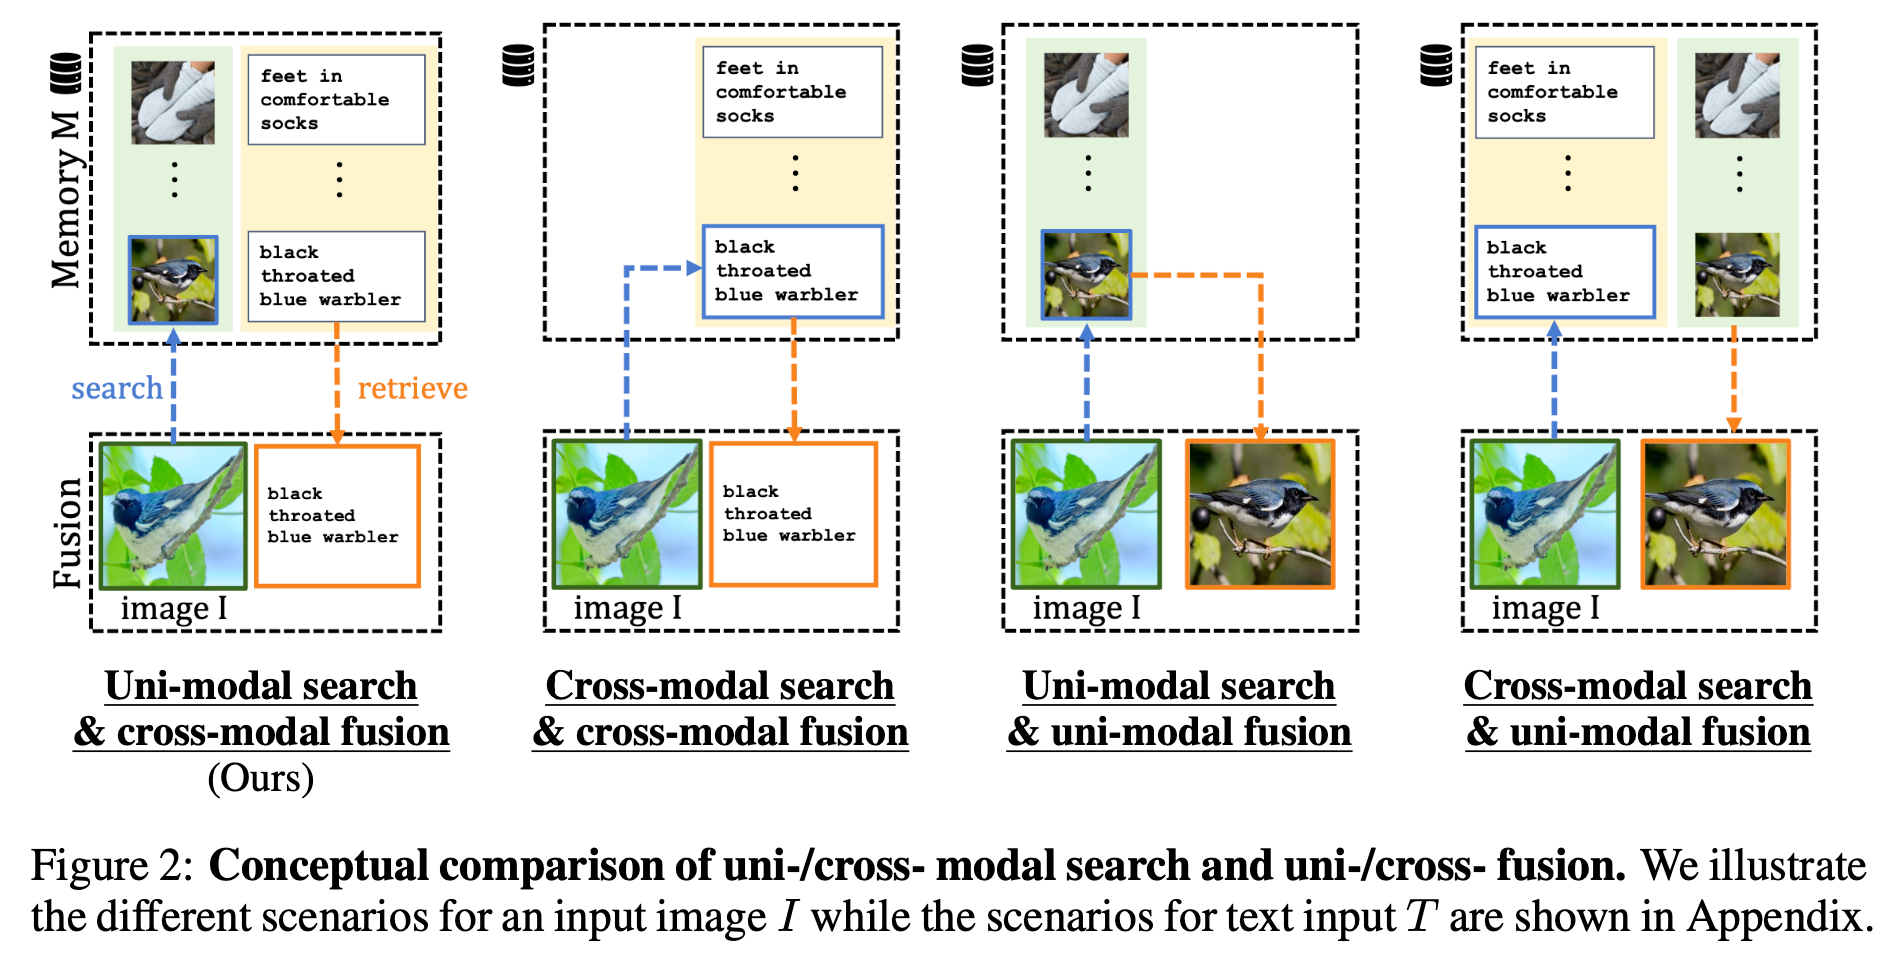 Memory M
feet in
comfortable
socks
black
throated
blue warbler
search
retrieve
Fusion
black
throated
blue warbler
image I
Uni-modal search
& cross-modal fusion
(Ours)
feet in
comfortable
socks
black
throated
blue warbler
black
throated
blue warbler
image I
Cross-modal search
& cross-modal fusion
image I
Uni-modal search
& uni-modal fusion
feet in
comfortable
socks
black
throated
blue warbler
image I
Cross-modal search
& uni-modal fusion
Figure 2: Conceptual comparison of uni-/cross- modal search and uni-/cross- fusion. We illustrate
the different scenarios for an input image I while the scenarios for text input T are shown in Appendix.